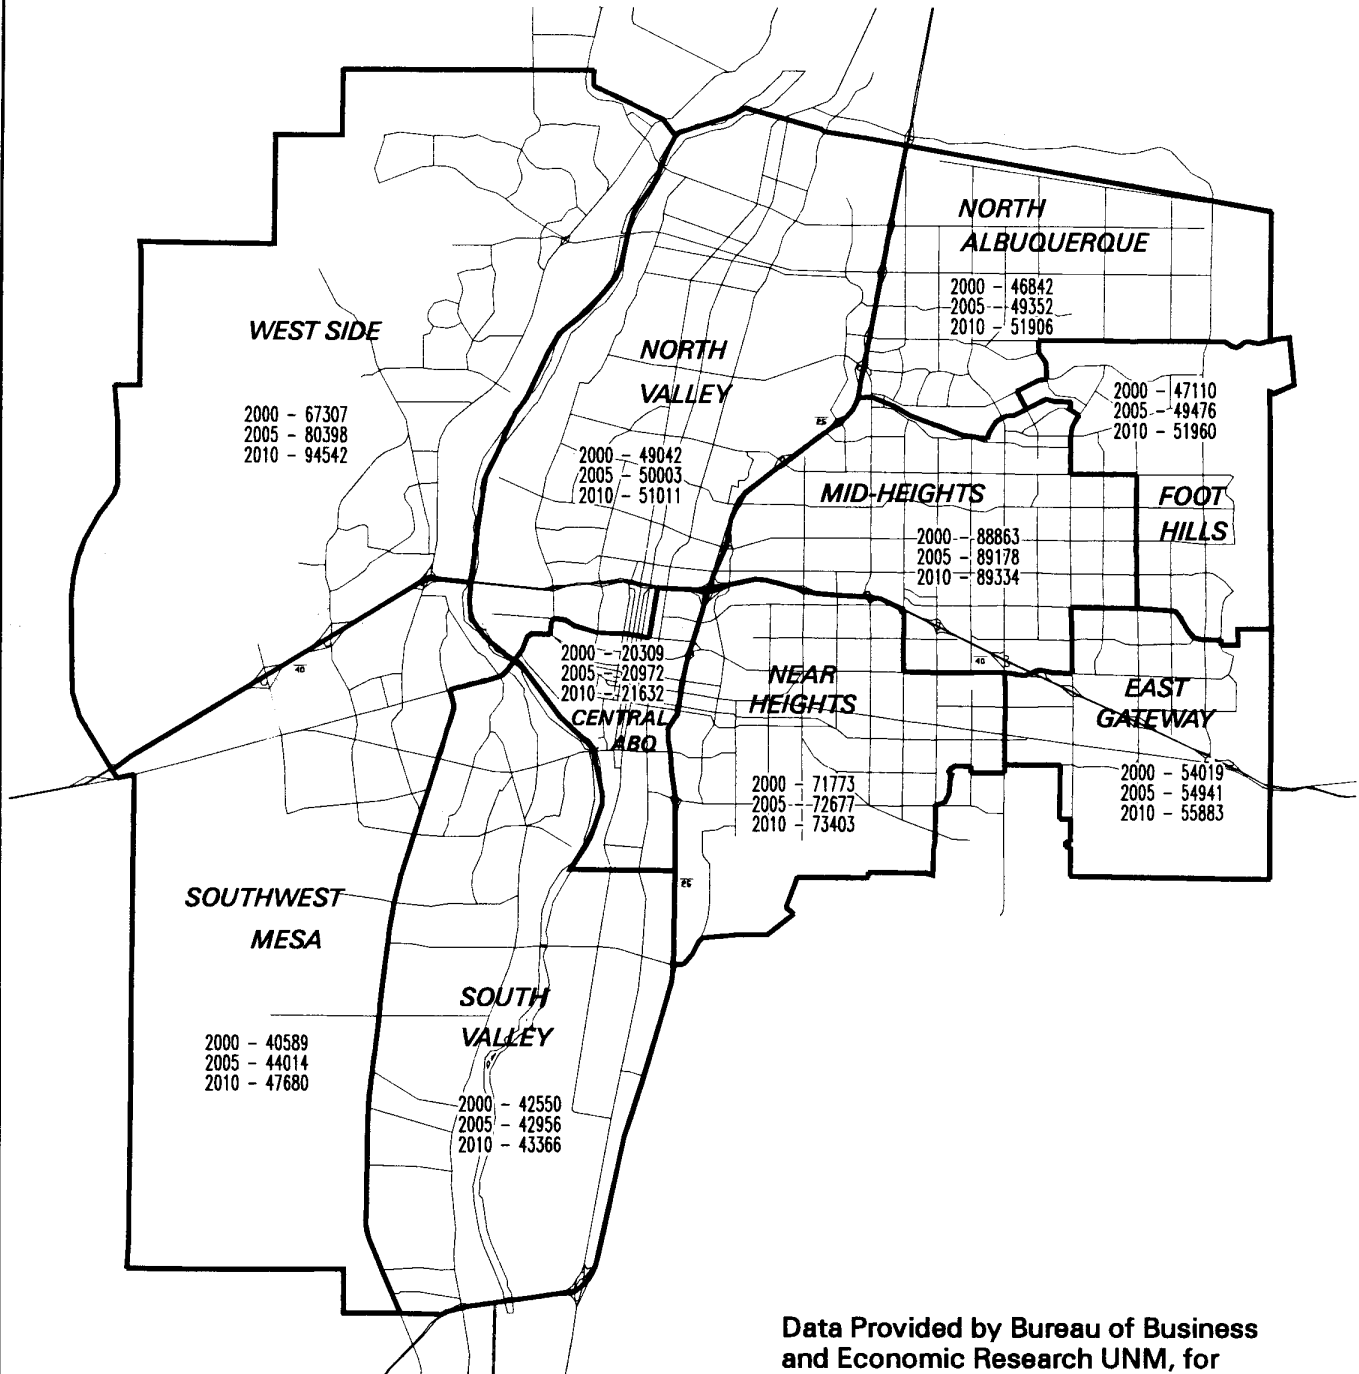 NORTH
ALBUQUERQUE
2000 - 46842
2005 - 49352
2010 - 51906
WEST SIDE
2000 - 67307
2005 - 80398
2010 - 94542
NORTH
VALLEY
2000 - 49042
2005 - 50003
2010 - 51011
2000 - 47110
2005 - 49476
2010 - 51960
FOOT
HILLS
25
MID-HEIGHTS
2000 - 88863
2005 - 89178
2010 - 89334
40
40
2000 - 20309
2005 - 20972
2010 - 21632
CENTRAL
ABQ
NEAR
HEIGHTS
2000 - 71773
2005 - 72677
2010 - 73403
EAST
GATEWAY
2000 - 54019
2005 - 54941
2010 - 55883
25
SOUTHWEST
MESA
2000 - 40589
2005 - 44014
2010 - 47680
SOUTH
VALLEY
2000 - 42550
2005 - 42956
2010 - 43366
Data Provided by Bureau of Business
and Economic Research UNM, for